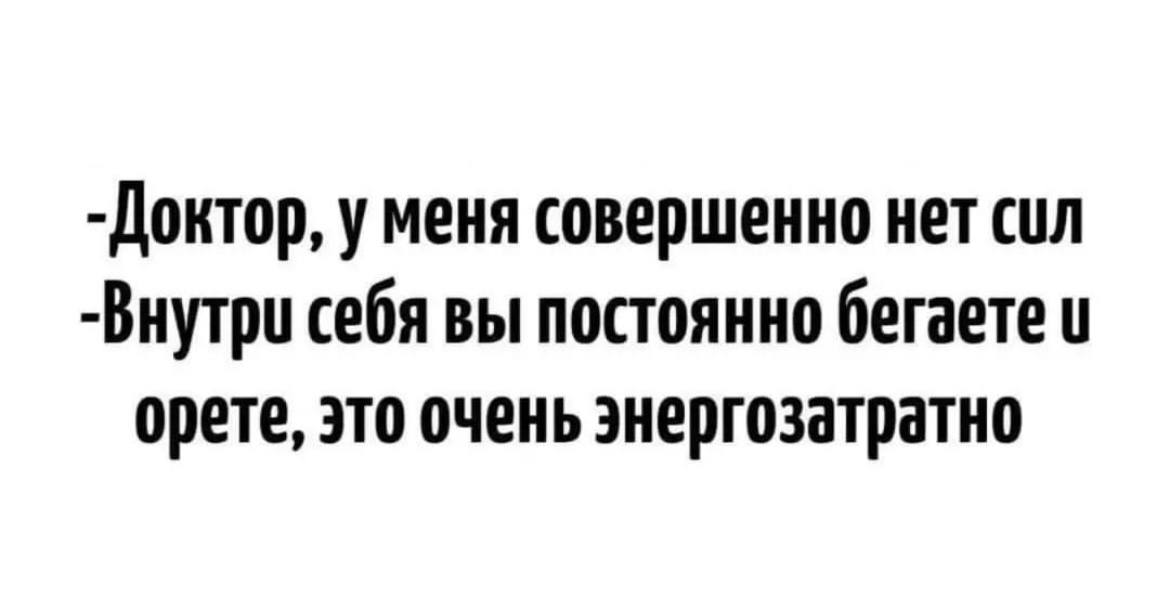 -Доктор, у меня совершенно нет сил
-Внутри себя вы постоянно бегаете и
орете, это очень энергозатратно